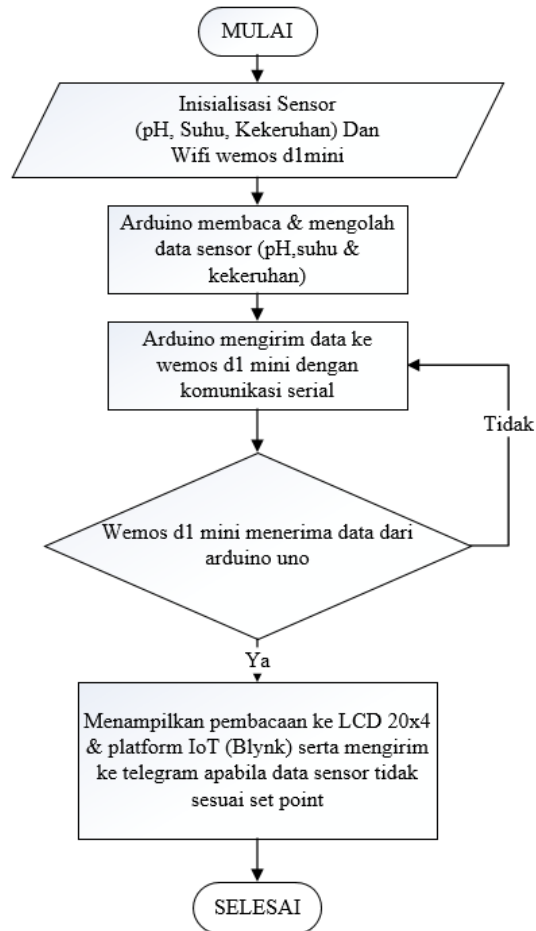 MULAI
Inisialisasi Sensor
(pH, Suhu, Kekeruhan) Dan
Wifi wemos d1mini
Arduino membaca & mengolah
data sensor (pH,suhu &
kekeruhan)
Arduino mengirim data ke
wemos d1 mini dengan
komunikasi serial
Tidak
Wemos d1 mini menerima data dari
arduino uno
Ya
Menampilkan pembacaan ke LCD 20x4
& platform IoT (Blynk) serta mengirim
ke telegram apabila data sensor tidak
sesuai set point
SELESAI